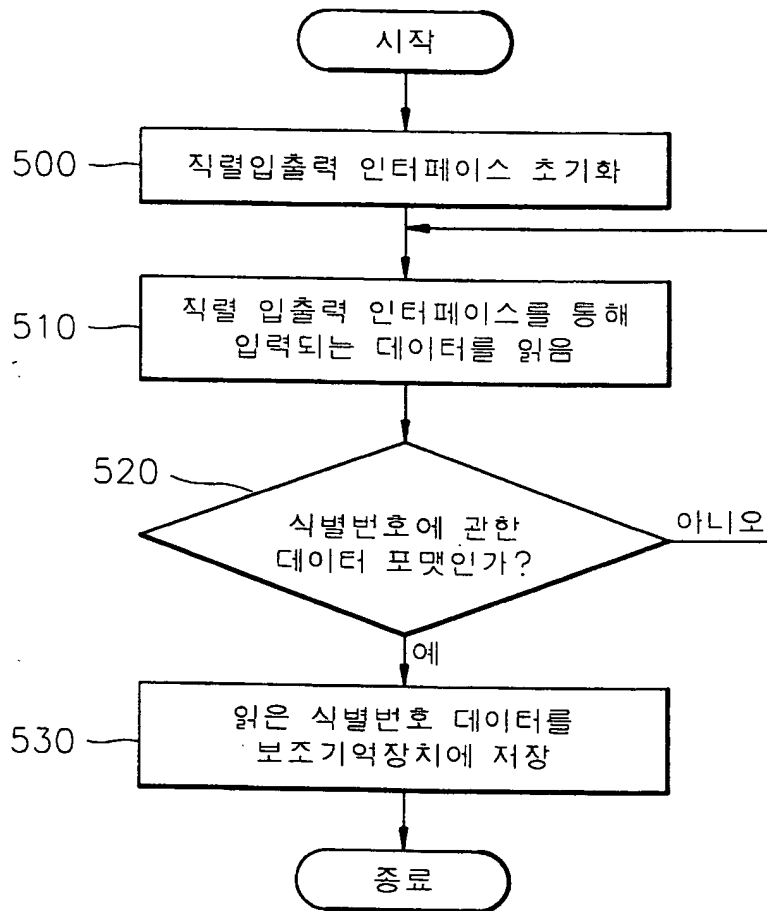 시작
500
직렬입출력 인터페이스 초기화
510
직렬 입출력 인터페이스를 통해
입력되는 데이터를 읽음
520
식별번호에 관한
데이터 포맷인가?
아니오
예
530
읽은 식별번호 데이터를
보조기억장치에 저장
종료